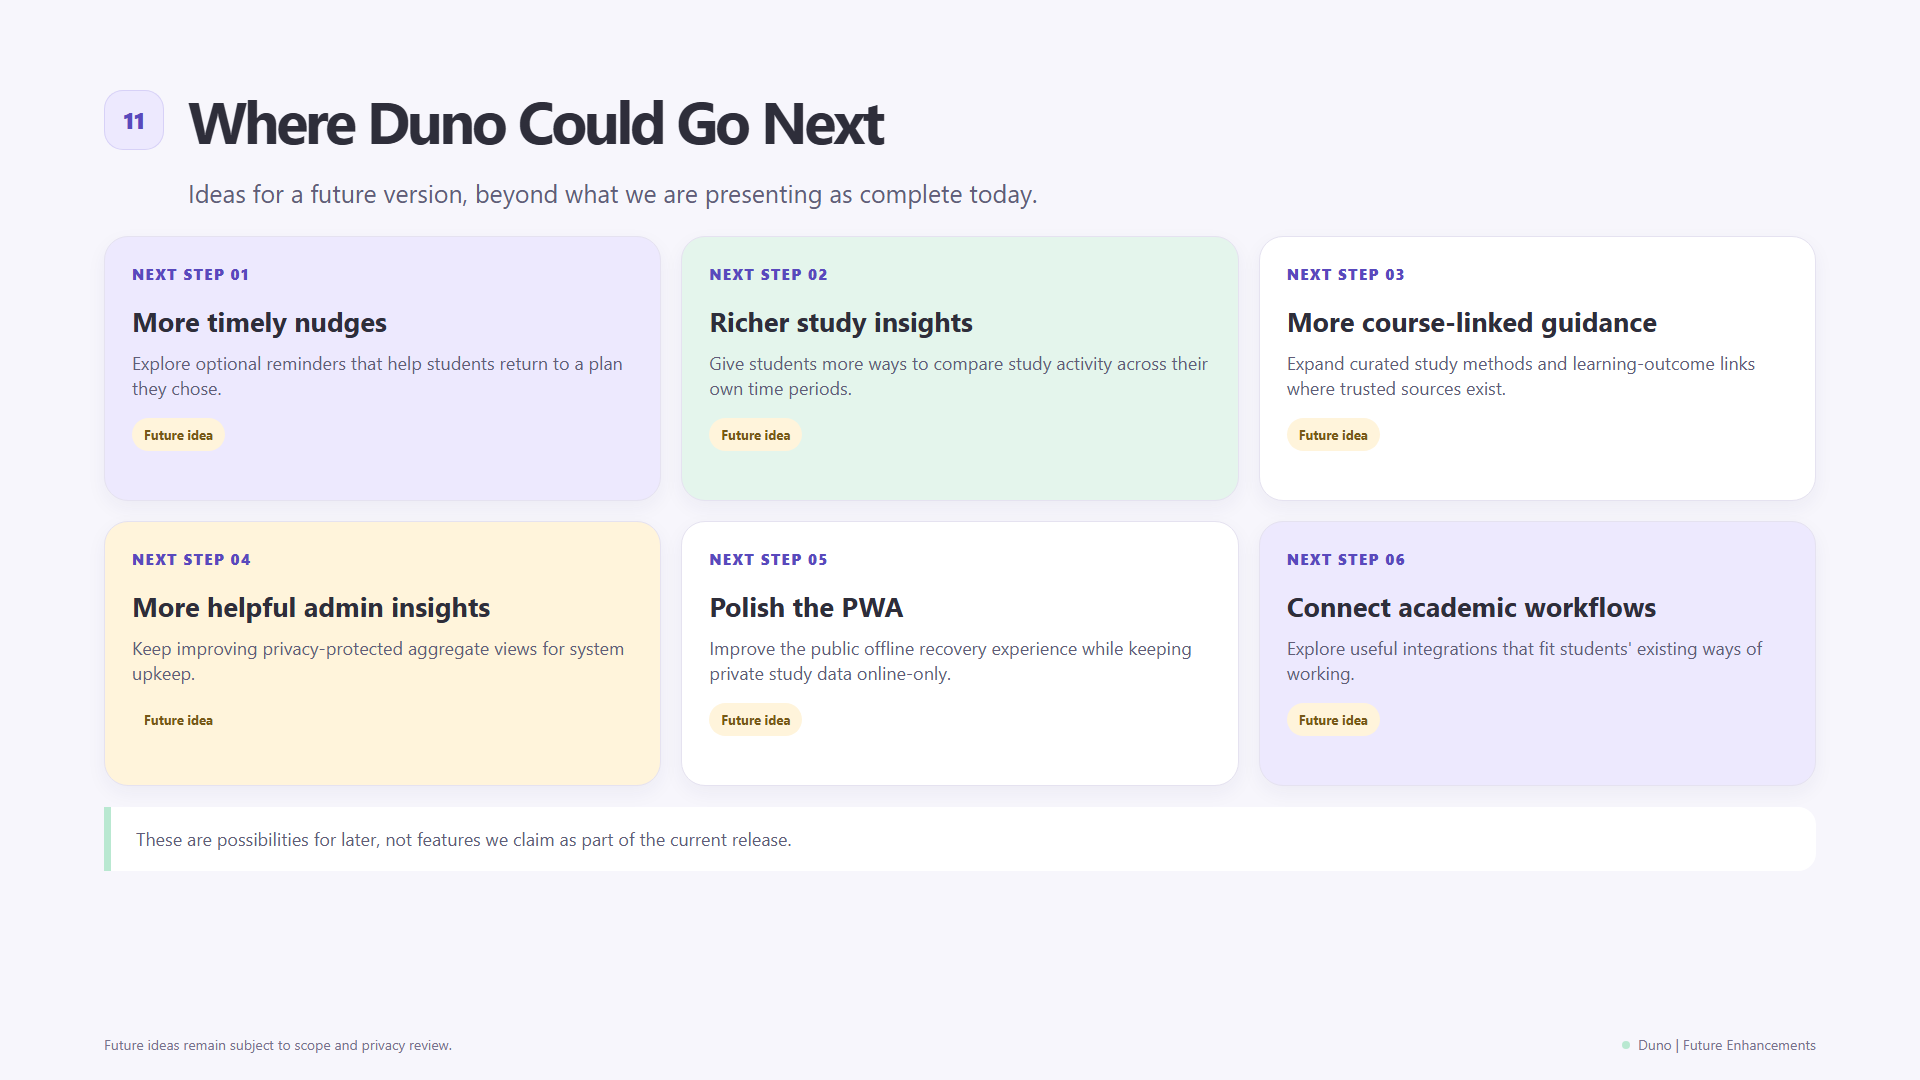 11
Where Duno Could Go Next
Ideas for a future version, beyond what we are presenting as complete today.
NEXT STEP 01
More timely nudges
Explore optional reminders that help students return to a plan
they chose.
Future idea
NEXT STEP 02
Richer study insights
Give students more ways to compare study activity across their
own time periods.
Future idea
NEXT STEP 03
More course-linked guidance
Expand curated study methods and learning-outcome links
where trusted sources exist.
Future idea
NEXT STEP 04
More helpful admin insights
Keep improving privacy-protected aggregate views for system
upkeep.
Future idea
NEXT STEP 05
Polish the PWA
Improve the public offline recovery experience while keeping
private study data online-only.
Future idea
NEXT STEP 06
Connect academic workflows
Explore useful integrations that fit students' existing ways of
working.
Future idea
These are possibilities for later, not features we claim as part of the current release.
Future ideas remain subject to scope and privacy review.
Duno | Future Enhancements